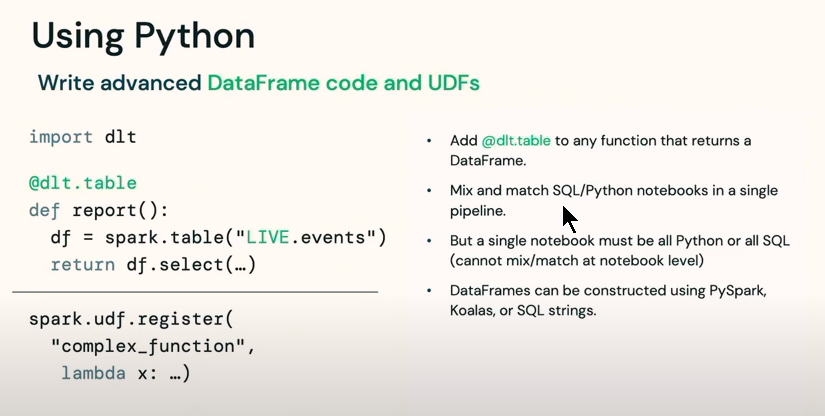 Using Python
Write advanced DataFrame code and UDFs
import dlt
@dlt.table
def report():
df = spark.table("LIVE.events")
return df.select(…)
spark.udf.register(
"complex_function",
lambda x: …)
• Add @dlt.table to any function that returns a
DataFrame.
• Mix and match SQL/Python notebooks in a single
pipeline.
• But a single notebook must be all Python or all SQL
(cannot mix/match at notebook level)
• DataFrames can be constructed using PySpark,
Koalas, or SQL strings.